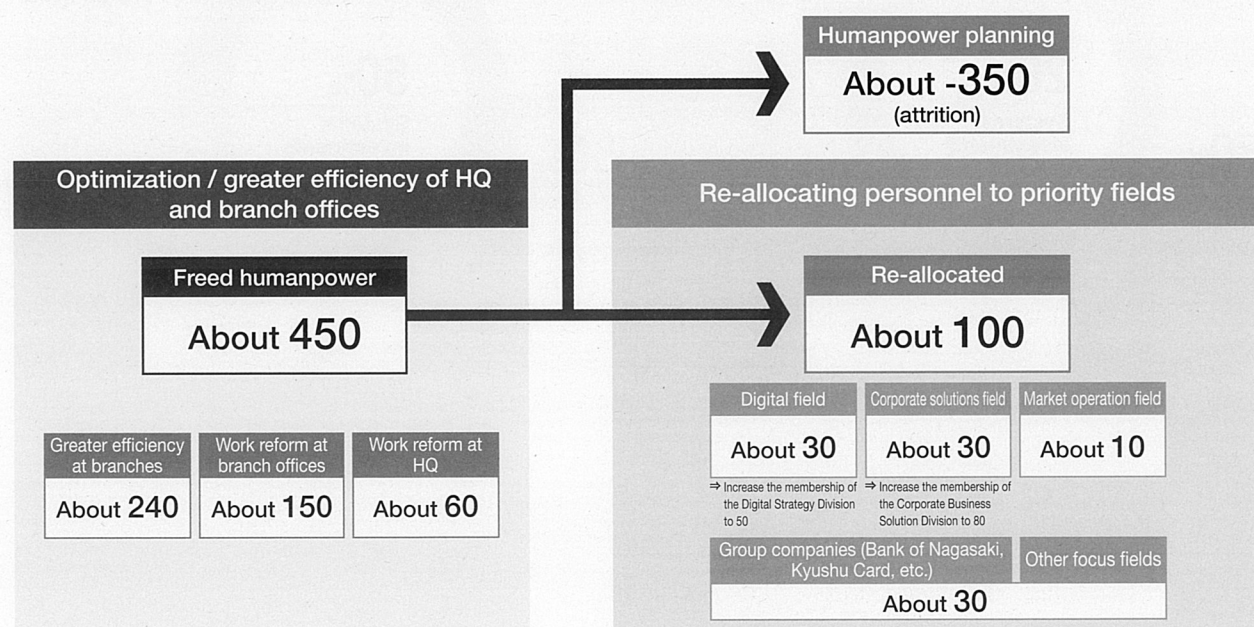 Humanpower planning
About -350
(attrition)
Optimization / greater efficiency of HQ
and branch offices
Freed humanpower
About 450
Greater efficiency
at branches
About 240
Work reform at
branch offices
About 150
Work reform at
HQ
About 60
Re-allocating personnel to priority fields
Re-allocated
About 100
Digital field
About 30
⇒ Increase the membership of
the Digital Strategy Division
to 50
Corporate solutions field
About 30
⇒ Increase the membership of
the Corporate Business
Solution Division to 80
Market operation field
About 10
Group companies (Bank of Nagasaki,
Kyushu Card, etc.)
Other focus fields
About 30